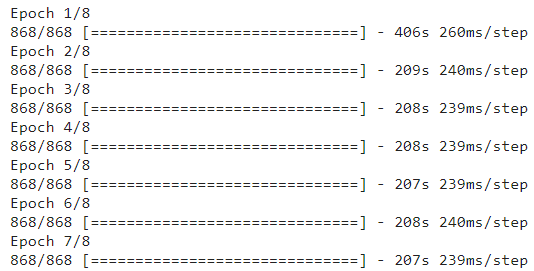 Epoch 1/8
868/868 [==============================] - 406s 260ms/step
Epoch 2/8
868/868 [==============================] - 209s 240ms/step
Epoch 3/8
868/868 [==============================] - 208s 239ms/step
Epoch 4/8
868/868 [==============================] - 208s 239ms/step
Epoch 5/8
868/868 [==============================] - 207s 239ms/step
Epoch 6/8
868/868 [==============================] - 208s 240ms/step
Epoch 7/8
868/868 [==============================] - 207s 239ms/step